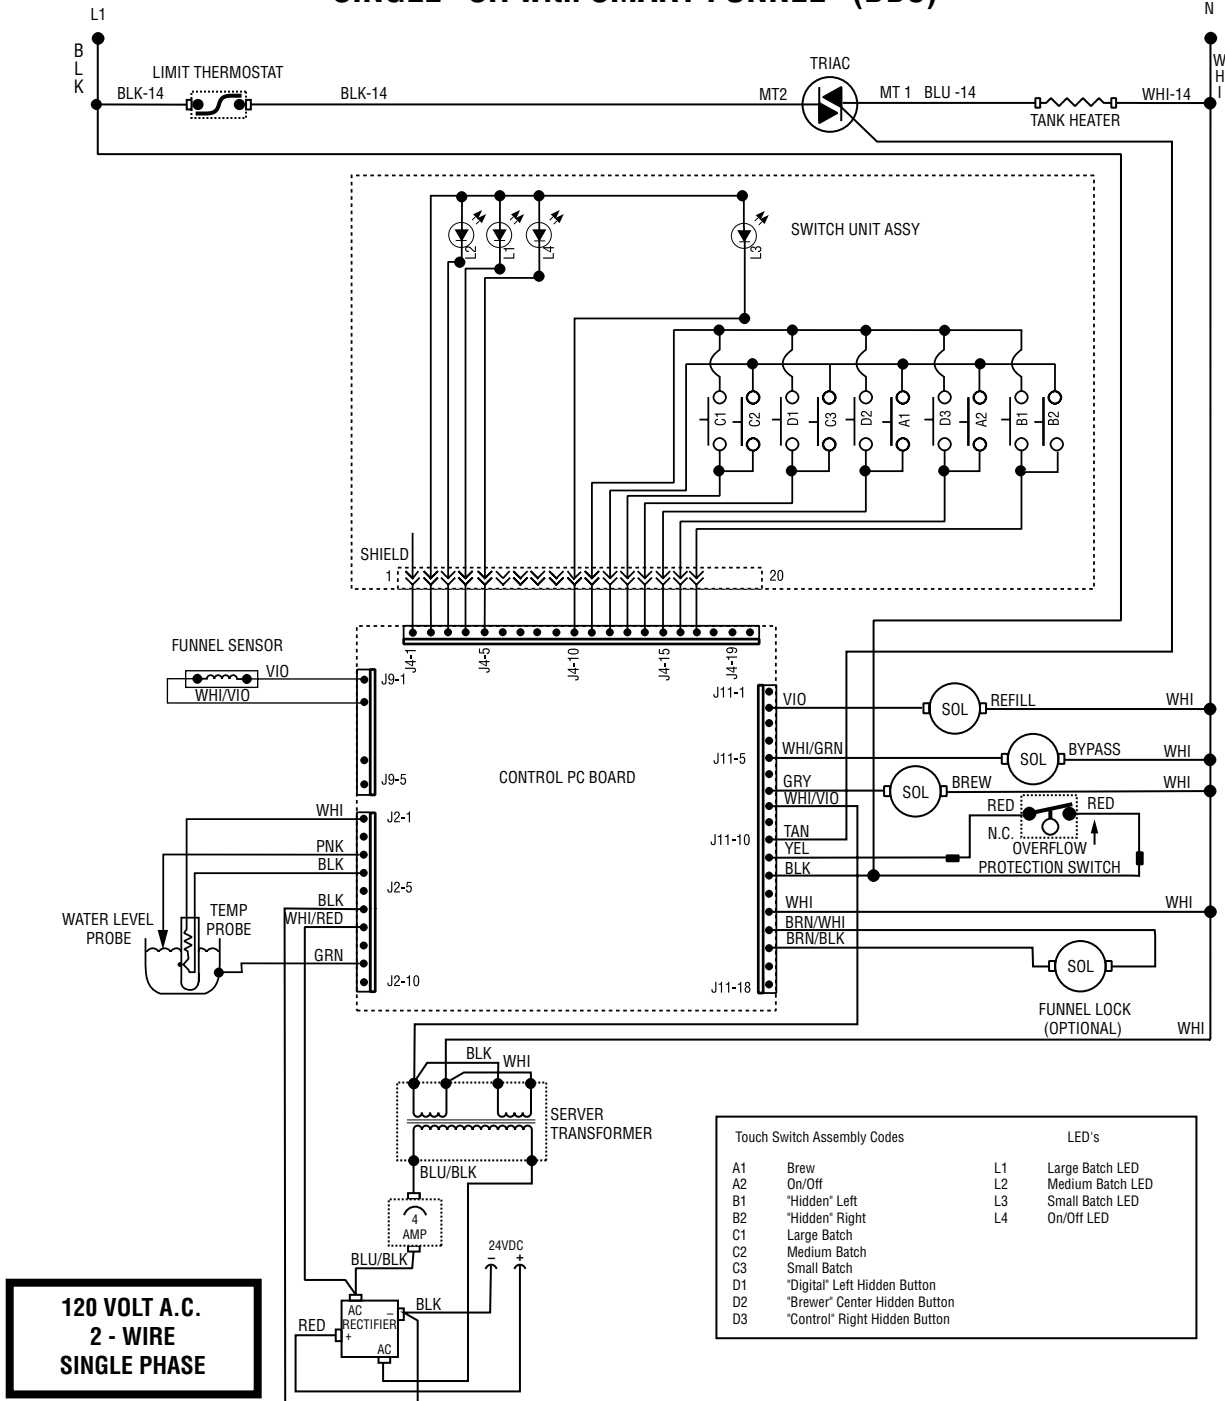 L1
N
BLK
WHI
LIMIT THERMOSTAT
TRIAC
BLK-14
BLK-14
MT2
MT 1
BLU -14
WHI-14
TANK HEATER
SWITCH UNIT ASSY
L2
L1
L4
L3
C1
C2
D1
C3
D2
A1
D3
A2
B1
B2
SHIELD
1
20
J4-1
J4-5
J4-10
J4-15
J4-19
FUNNEL SENSOR
VIO
WHI/VIO
J9-1
J9-5
J11-1
VIO
SOL
REFILL
WHI
J11-5
WHI/GRN
SOL
BYPASS
WHI
CONTROL PC BOARD
GRY
SOL
BREW
WHI
WHI/VIO
RED
RED
N.C.
OVERFLOW
PROTECTION SWITCH
J11-10
TAN
YEL
BLK
WHI
J2-1
PNK
BLK
J2-5
BLK
WHI/RED
WATER LEVEL
PROBE
TEMP
PROBE
GRN
J2-10
WHI
WHI
BRN/WHI
BRN/BLK
J11-18
SOL
FUNNEL LOCK
(OPTIONAL)
WHI
BLK
WHI
SERVER
TRANSFORMER
BLU/BLK
4
AMP
BLU/BLK
24VDC
–
+
BLK
AC
–
RECTIFIER
+
AC
RED
Touch Switch Assembly Codes
LED's
A1 Brew
A2 On/Off
B1 "Hidden" Left
B2 "Hidden" Right
C1 Large Batch
C2 Medium Batch
C3 Small Batch
D1 "Digital" Left Hidden Button
D2 "Brewer" Center Hidden Button
D3 "Control" Right Hidden Button
L1 Large Batch LED
L2 Medium Batch LED
L3 Small Batch LED
L4 On/Off LED
120 VOLT A.C.
2 - WIRE
SINGLE PHASE